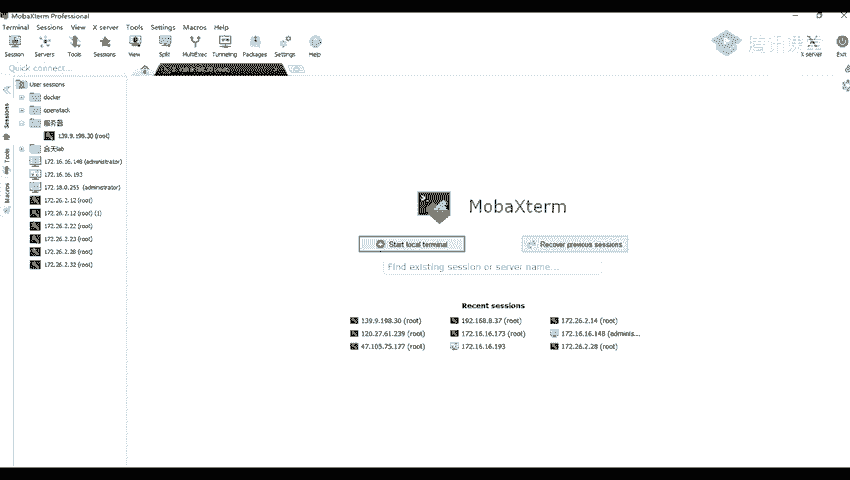 MobaXterm Professional
Terminal Sessions View X server Tools Settings Macros Help
Session Servers Tools Sessions View Split MultiExec Tunneling Packages Settings Help X server Exit
腾讯课堂
Quick connect...
User sessions
docker
openstack
服务器
139.9.198.30 (root)
合天lab
172.16.16.148 (administrator)
172.16.16.193
172.18.0.255 (administrator)
172.26.2.12 (root)
172.26.2.12 (root) (1)
172.26.2.22 (root)
172.26.2.23 (root)
172.26.2.28 (root)
172.26.2.32 (root)
Sessions
Tools
Macros
MobaXterm
Start local terminal
Recover previous sessions
Find existing session or server name...
Recent sessions
139.9.198.30 (root) 192.168.8.37 (root) 172.26.2.14 (root)
120.27.61.239 (root) 172.16.16.173 (root) 172.16.16.148 (adminis...
47.105.75.177 (root) 172.16.16.193 172.26.2.28 (root)